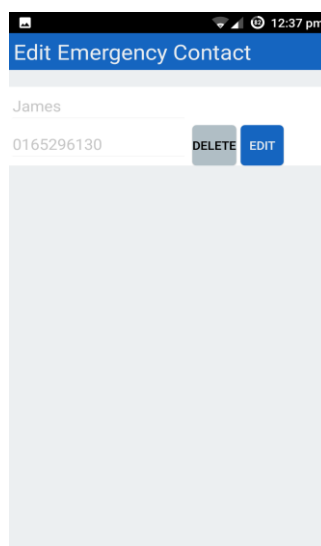 12:37 pm
Edit Emergency Contact
James
0165296130 DELETE EDIT